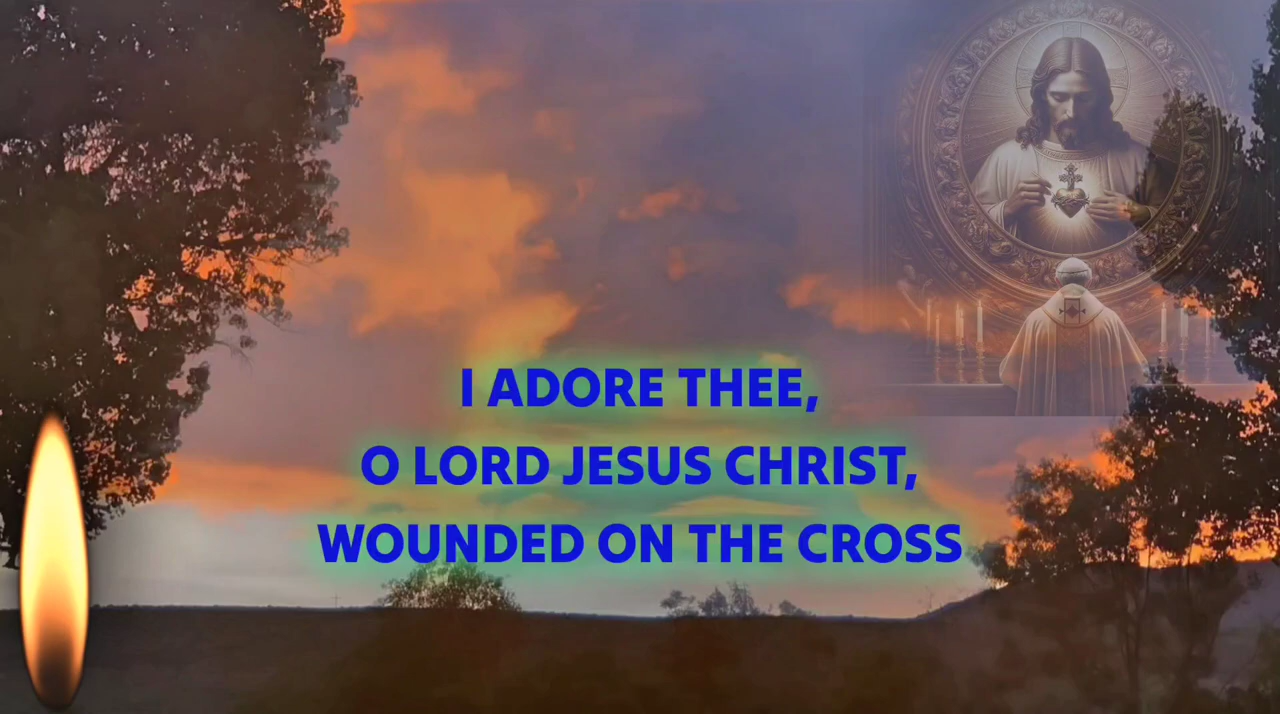 I ADORE THEE,
O LORD JESUS CHRIST,
WOUNDED ON THE CROSS